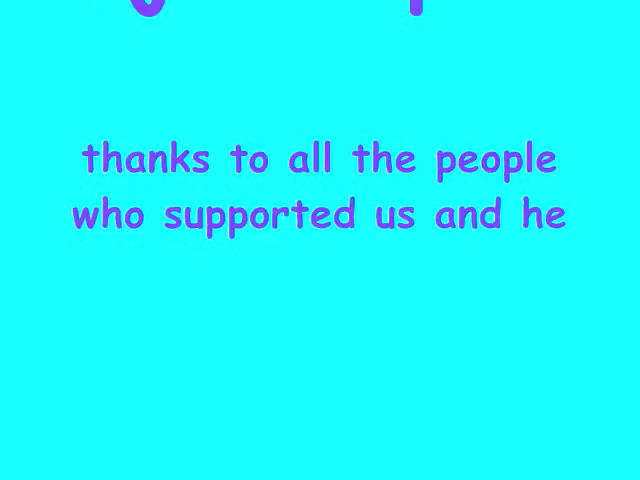 thanks to all the people
who supported us and he